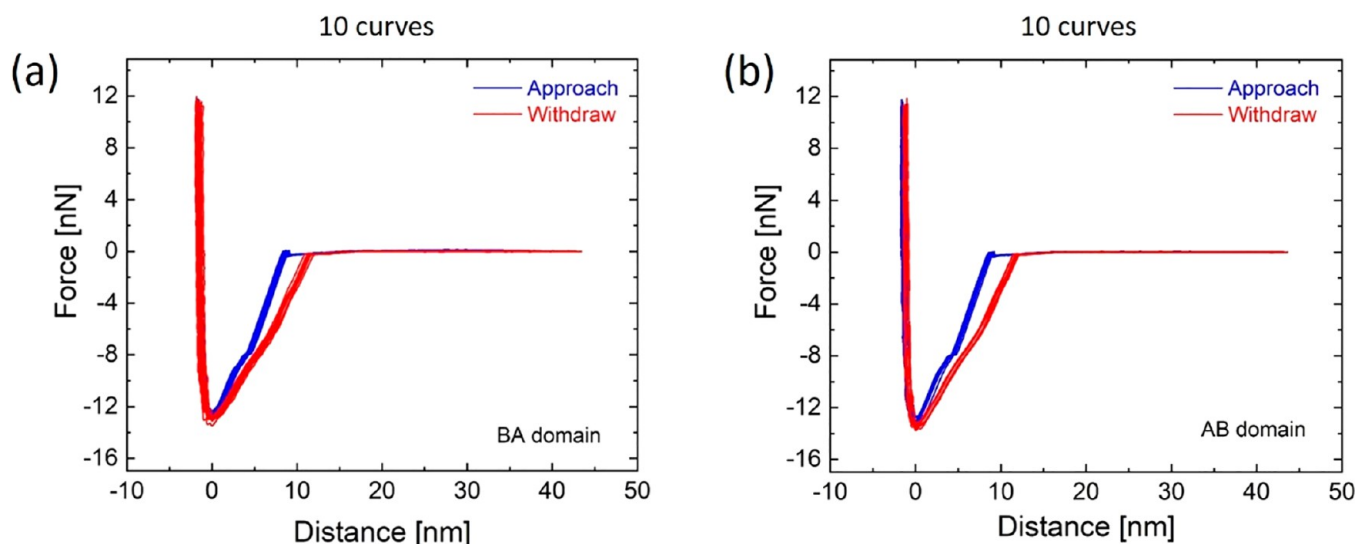 10 curves
(a)
Approach
Withdraw
12
8
4
0
-4
-8
-12
-16
Force [nN]
BA domain
-10 0 10 20 30 40 50
Distance [nm]
10 curves
(b)
Approach
Withdraw
12
8
4
0
-4
-8
-12
-16
Force [nN]
AB domain
-10 0 10 20 30 40 50
Distance [nm]